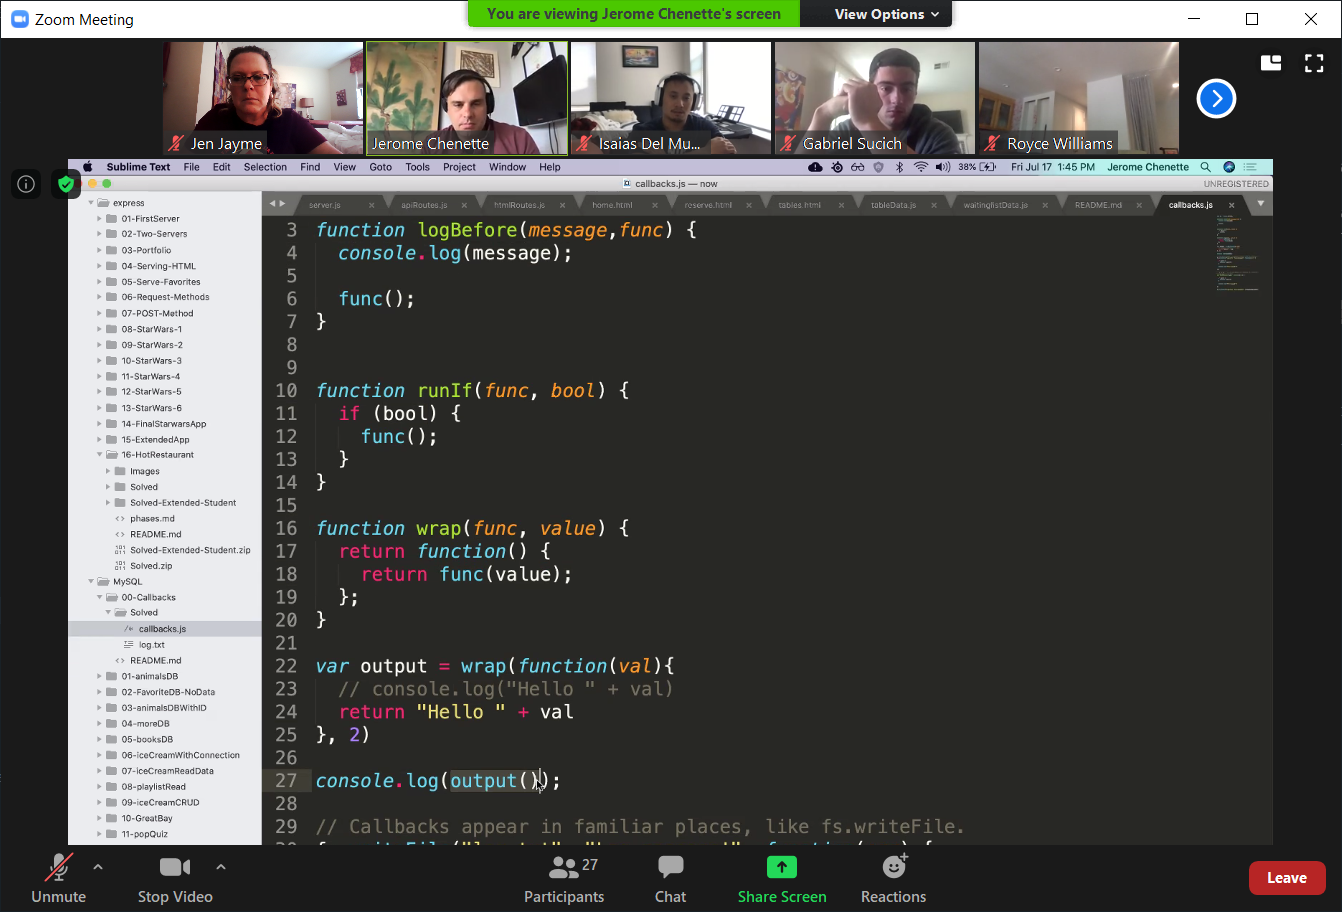 Zoom Meeting
You are viewing Jerome Chenette's screen
View Options
Jen Jayme
Jerome Chenette
Isaias Del Mu...
Gabriel Sucich
Royce Williams
Sublime Text File Edit Selection Find View Goto Tools Project Window Help
38% Fri Jul 17 1:45 PM Jerome Chenette
callbacks.js — now
UNREGISTERED
server.js apiRoutes.js htmlRoutes.js home.html reserve.html tables.html tableData.js waitinglistData.js README.md callbacks.js
express
01-FirstServer
02-Two-Servers
03-Portfolio
04-Serving-HTML
05-Serve-Favorites
06-Request-Methods
07-POST-Method
08-StarWars-1
09-StarWars-2
10-StarWars-3
11-StarWars-4
12-StarWars-5
13-StarWars-6
14-FinalStarwarsApp
15-ExtendedApp
16-HotRestaurant
Images
Solved
Solved-Extended-Student
<> phases.md
<> README.md
Solved-Extended-Student.zip
Solved.zip
MySQL
00-Callbacks
Solved
/* callbacks.js
log.txt
<> README.md
01-animalsDB
02-FavoriteDB-NoData
03-animalsDBWithID
04-moreDB
05-booksDB
06-iceCreamWithConnection
07-iceCreamReadData
08-playlistRead
09-iceCreamCRUD
10-GreatBay
11-popQuiz
3 function logBefore(message,func) {
4 console.log(message);
5
6 func();
7 }
8
9
10 function runIf(func, bool) {
11 if (bool) {
12 func();
13 }
14 }
15
16 function wrap(func, value) {
17 return function() {
18 return func(value);
19 };
20 }
21
22 var output = wrap(function(val){
23 // console.log("Hello " + val)
24 return "Hello " + val
25 }, 2)
26
27 console.log(output());
28
29 // Callbacks appear in familiar places, like fs.writeFile.
Unmute
Stop Video
Participants
27
Chat
Share Screen
Reactions
Leave